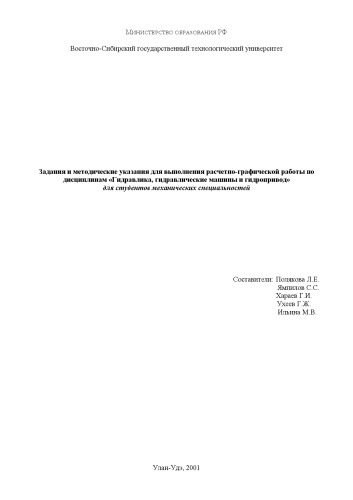 Министерство образования РФ
Восточно-Сибирский государственный технологический университет
Задания и методические указания для выполнения расчетно-графической работы по
дисциплинам «Гидравлика, гидравлические машины и гидропривод»
для студентов механических специальностей
Составители: Полякова Л.Е.
Ямпилов С.С.
Хараев Г.И.
Ухеев Г.Ж.
Ильина М.В.
Улан-Удэ, 2001